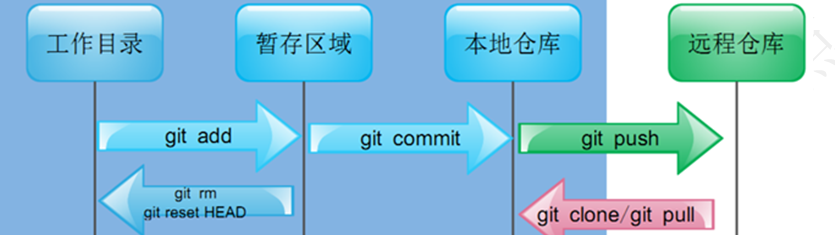 工作目录
暂存区域
本地仓库
远程仓库
git add
git commit
git push
git rm
git reset HEAD
git clone/git pull